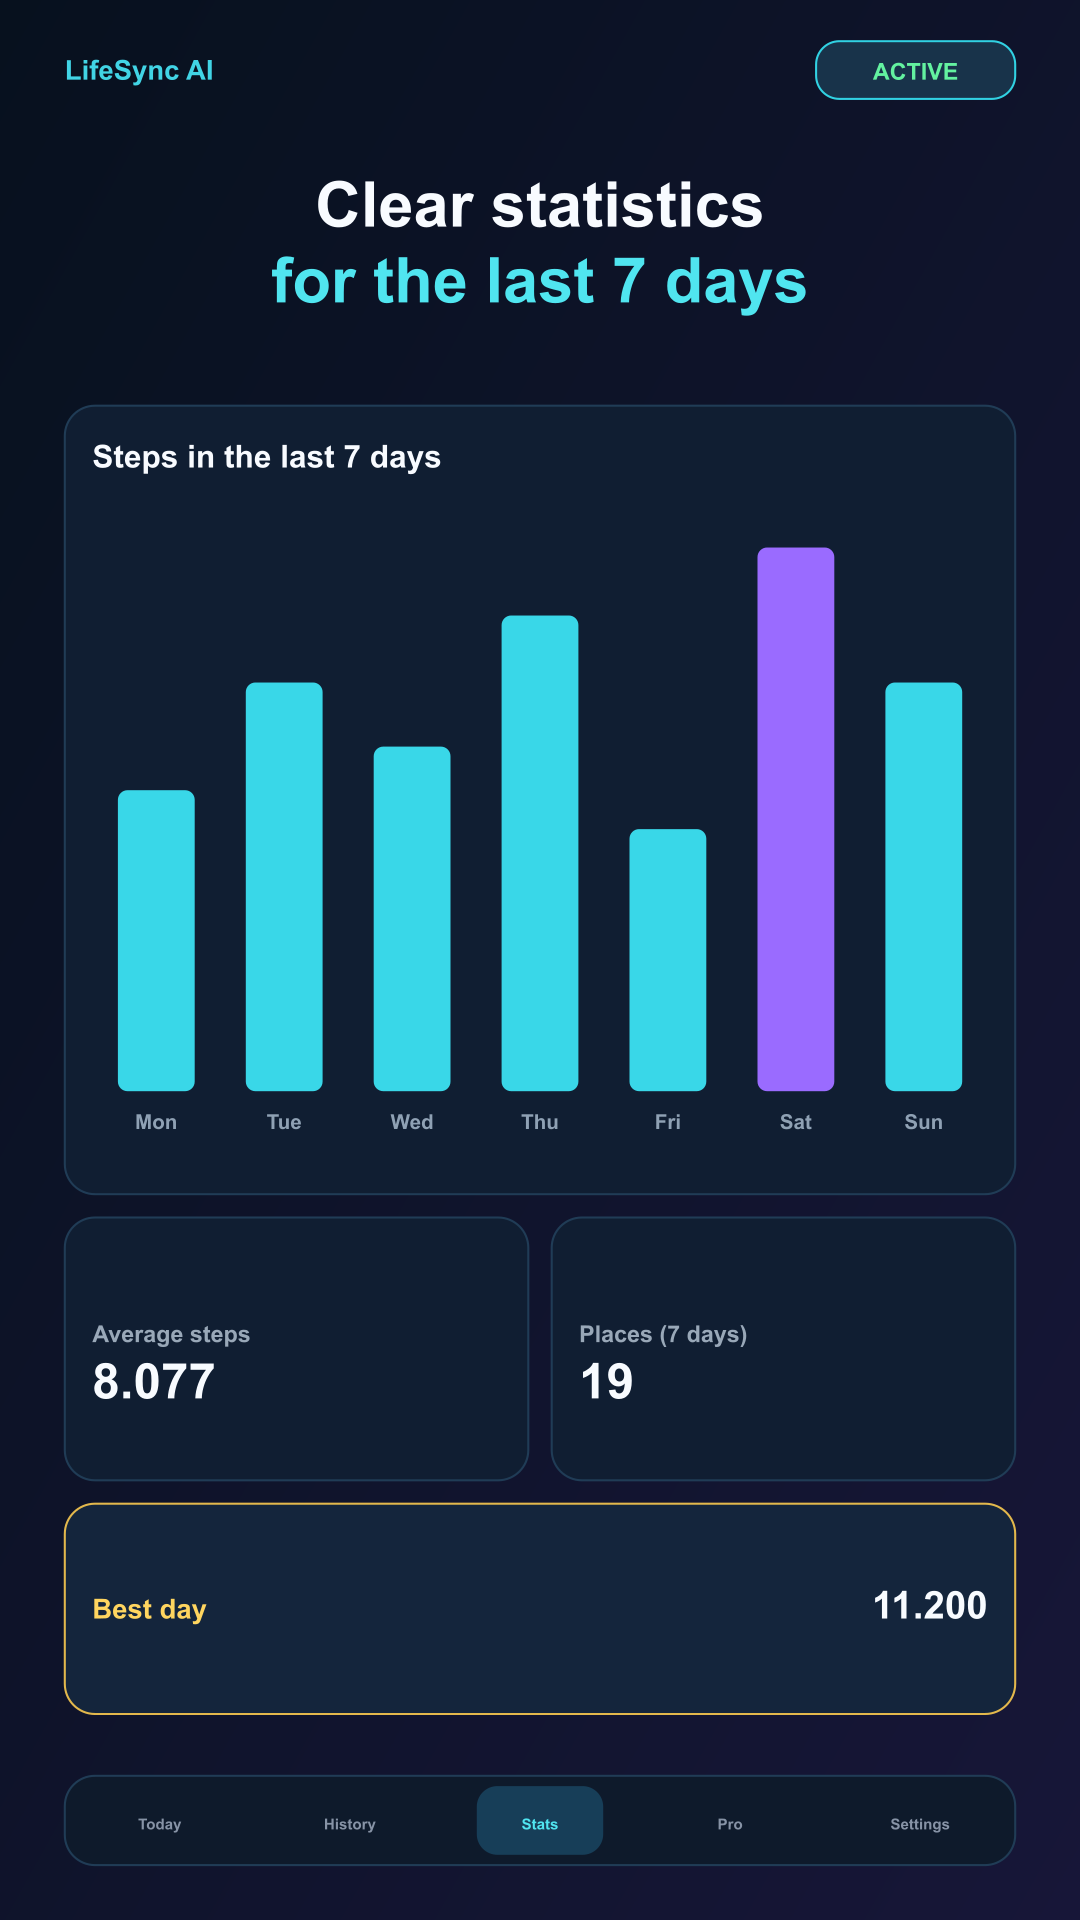 LifeSync AI
ACTIVE
Clear statistics
for the last 7 days
Steps in the last 7 days
Mon
Tue
Wed
Thu
Fri
Sat
Sun
Average steps
8.077
Places (7 days)
19
Best day
11.200
Today
History
Stats
Pro
Settings